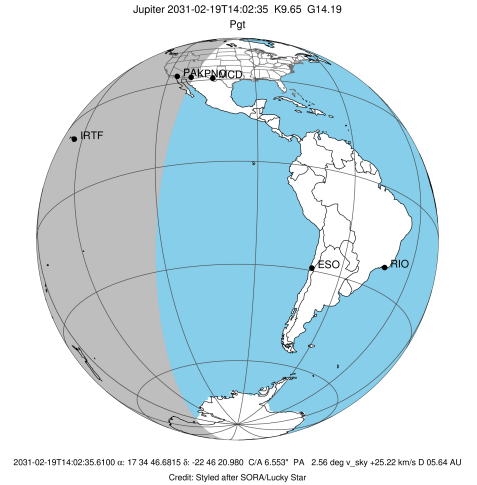 Jupiter 2031-02-19T14:02:35 K9.65 G14.19
Pgt
PAL KPNO MCD
IRTF
ESO
RIO
2031-02-19T14:02:35.6100 α: 17 34 46.6815 δ: -22 46 20.980 C/A 6.553" PA 2.56 deg v_sky +25.22 km/s D 05.64 AU
Credit: Styled after SORA/Lucky Star